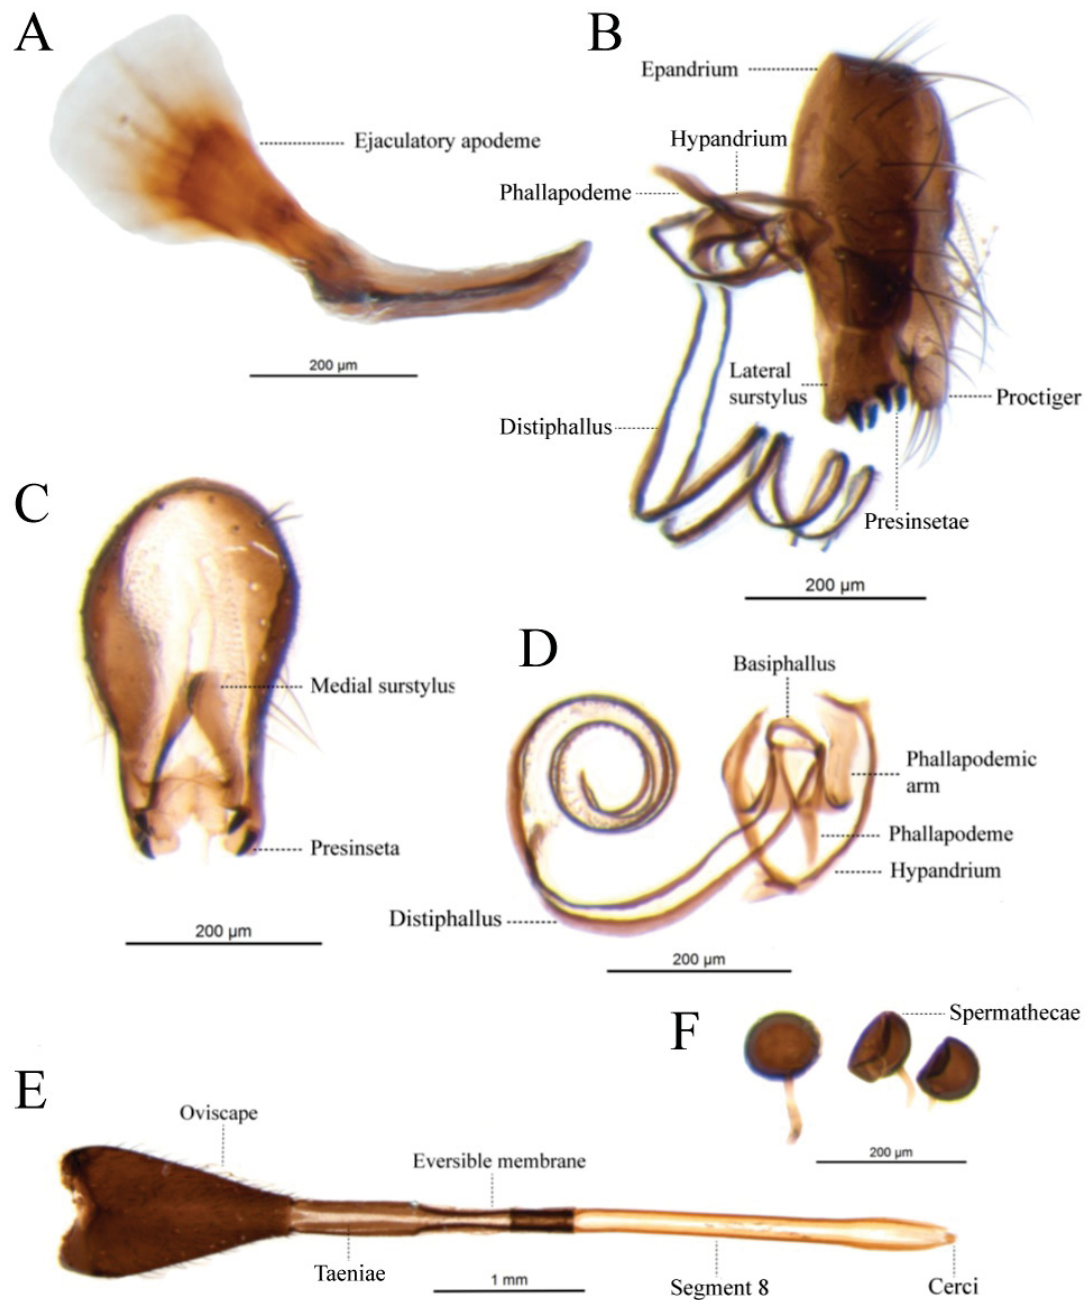 A
Ejaculatory apodeme
200 µm
B
Epandrium
Hypandrium
Phallapodeme
Lateral
surstylus
Distiphallus
Proctiger
Presinsetae
200 µm
C
Medial surstylus
Presinseta
200 µm
D
Basiphallus
Phallapodemic
arm
Phallapodeme
Hypandrium
Distiphallus
200 µm
E
Oviscape
Eversible membrane
Taeniae
1 mm
Segment 8
Cerci
F
Spermathecae
200 µm